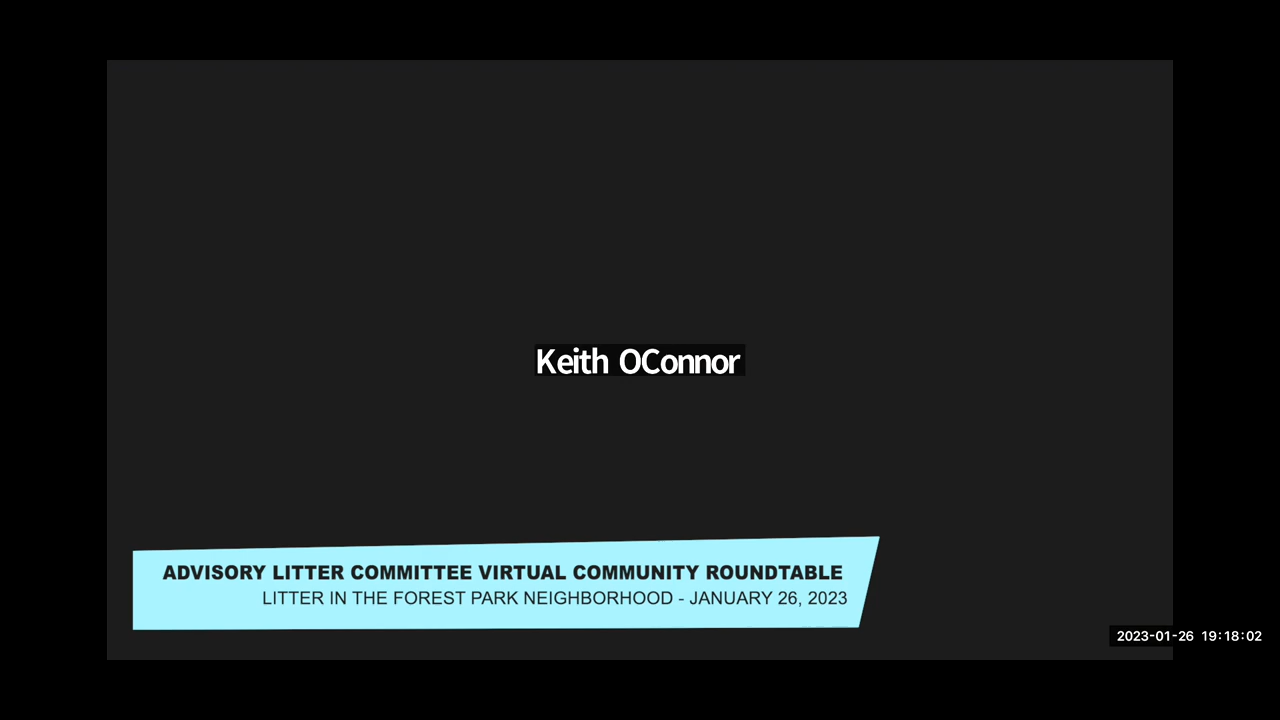 Keith OConnor
ADVISORY LITTER COMMITTEE VIRTUAL COMMUNITY ROUNDTABLE
LITTER IN THE FOREST PARK NEIGHBORHOOD - JANUARY 26, 2023
2023-01-26 19:18:02